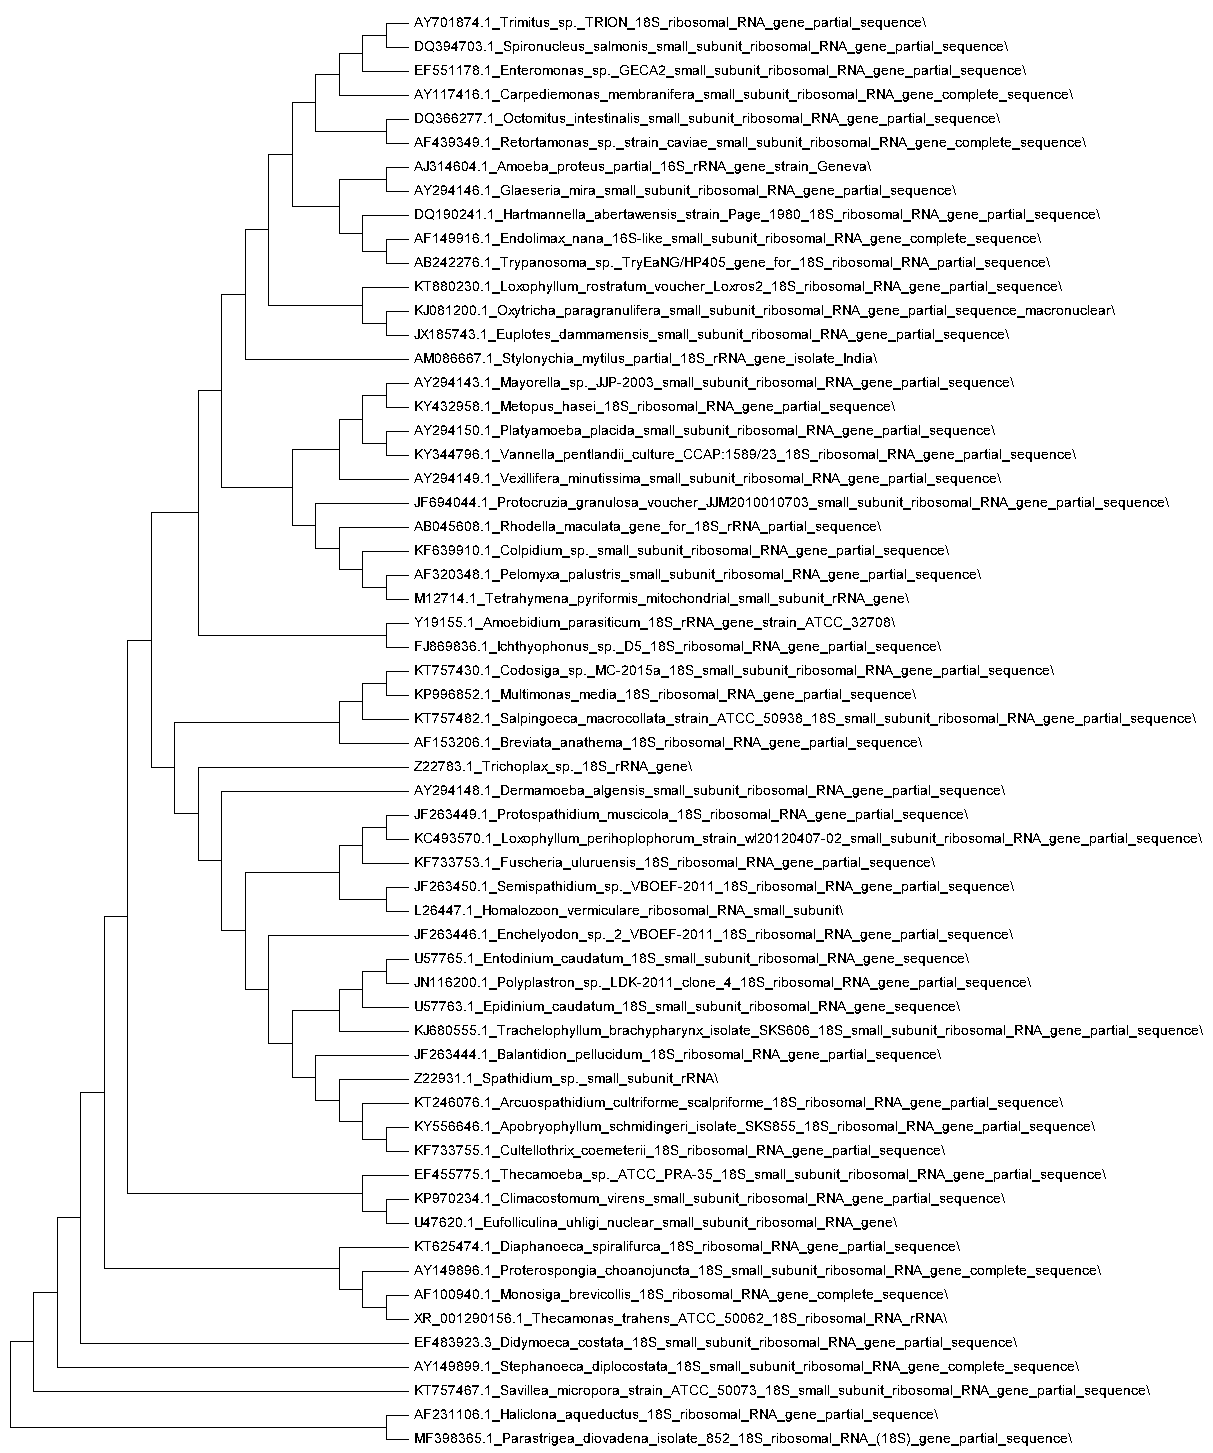 AY701874.1_Trimitus_sp._TRION_18S_ribosomal_RNA_gene_partial_sequence\
DQ394703.1_Spironucleus_salmonis_small_subunit_ribosomal_RNA_gene_partial_sequence\
EF551178.1_Enteromonas_sp._GECA2_small_subunit_ribosomal_RNA_gene_partial_sequence\
AY117416.1_Carpediemonas_membranifera_small_subunit_ribosomal_RNA_gene_complete_sequence\
DQ366277.1_Octomitus_intestinalis_small_subunit_ribosomal_RNA_gene_partial_sequence\
AF439349.1_Retortamonas_sp._strain_caviae_small_subunit_ribosomal_RNA_gene_complete_sequence\
AJ314604.1_Amoeba_proteus_partial_16S_rRNA_gene_strain_Geneva\
AY294146.1_Glaeseria_mira_small_subunit_ribosomal_RNA_gene_partial_sequence\
DQ190241.1_Hartmannella_abertawensis_strain_Page_1980_18S_ribosomal_RNA_gene_partial_sequence\
AF149916.1_Endolimax_nana_16S-like_small_subunit_ribosomal_RNA_gene_complete_sequence\
AB242276.1_Trypanosoma_sp._TryEaNG/HP405_gene_for_18S_ribosomal_RNA_partial_sequence\
KT880230.1_Loxophyllum_rostratum_voucher_Loxros2_18S_ribosomal_RNA_gene_partial_sequence\
KJ081200.1_Oxytricha_paragranulifera_small_subunit_ribosomal_RNA_gene_partial_sequence_macronuclear\
JX185743.1_Euplotes_dammamensis_small_subunit_ribosomal_RNA_gene_partial_sequence\
AM086667.1_Stylonychia_mytilus_partial_18S_rRNA_gene_isolate_India\
AY294143.1_Mayorella_sp._JJP-2003_small_subunit_ribosomal_RNA_gene_partial_sequence\
KY432958.1_Metopus_hasei_18S_ribosomal_RNA_gene_partial_sequence\
AY294150.1_Platyamoeba_placida_small_subunit_ribosomal_RNA_gene_partial_sequence\
KY344796.1_Vannella_pentlandii_culture_CCAP:1589/23_18S_ribosomal_RNA_gene_partial_sequence\
AY294149.1_Vexillifera_minutissima_small_subunit_ribosomal_RNA_gene_partial_sequence\
JF694044.1_Protocruzia_granulosa_voucher_JJM2010010703_small_subunit_ribosomal_RNA_gene_partial_sequence\
AB045608.1_Rhodella_maculata_gene_for_18S_rRNA_partial_sequence\
KF639910.1_Colpidium_sp._small_subunit_ribosomal_RNA_gene_partial_sequence\
AF320348.1_Pelomyxa_palustris_small_subunit_ribosomal_RNA_gene_partial_sequence\
M12714.1_Tetrahymena_pyriformis_mitochondrial_small_subunit_rRNA_gene\
Y19155.1_Amoebidium_parasiticum_18S_rRNA_gene_strain_ATCC_32708\
FJ869836.1_Ichthyophonus_sp._D5_18S_ribosomal_RNA_gene_partial_sequence\
KT757430.1_Codosiga_sp._MC-2015a_18S_small_subunit_ribosomal_RNA_gene_partial_sequence\
KP996852.1_Multimonas_media_18S_ribosomal_RNA_gene_partial_sequence\
KT757482.1_Salpingoeca_macrocollata_strain_ATCC_50938_18S_small_subunit_ribosomal_RNA_gene_partial_sequence\
AF153206.1_Breviata_anathema_18S_ribosomal_RNA_gene_partial_sequence\
Z22783.1_Trichoplax_sp._18S_rRNA_gene\
AY294148.1_Dermamoeba_algensis_small_subunit_ribosomal_RNA_gene_partial_sequence\
JF263449.1_Protospathidium_muscicola_18S_ribosomal_RNA_gene_partial_sequence\
KC493570.1_Loxophyllum_perihoplophorum_strain_wl20120407-02_small_subunit_ribosomal_RNA_gene_partial_sequence\
KF733753.1_Fuscheria_uluruensis_18S_ribosomal_RNA_gene_partial_sequence\
JF263450.1_Semispathidium_sp._VBOEF-2011_18S_ribosomal_RNA_gene_partial_sequence\
L26447.1_Homalozoon_vermiculare_ribosomal_RNA_small_subunit\
JF263446.1_Enchelyodon_sp._2_VBOEF-2011_18S_ribosomal_RNA_gene_partial_sequence\
U57765.1_Entodinium_caudatum_18S_small_subunit_ribosomal_RNA_gene_sequence\
JN116200.1_Polyplastron_sp._LDK-2011_clone_4_18S_ribosomal_RNA_gene_partial_sequence\
U57763.1_Epidinium_caudatum_18S_small_subunit_ribosomal_RNA_gene_sequence\
KJ680555.1_Trachelophyllum_brachypharynx_isolate_SKS606_18S_small_subunit_ribosomal_RNA_gene_partial_sequence\
JF263444.1_Balantidion_pellucidum_18S_ribosomal_RNA_gene_partial_sequence\
Z22931.1_Spathidium_sp._small_subunit_rRNA\
KT246076.1_Arcuospathidium_cultriforme_scalpriforme_18S_ribosomal_RNA_gene_partial_sequence\
KY556646.1_Apobryophyllum_schmidingeri_isolate_SKS855_18S_ribosomal_RNA_gene_partial_sequence\
KF733755.1_Cultellothrix_coemeterii_18S_ribosomal_RNA_gene_partial_sequence\
EF455775.1_Thecamoeba_sp._ATCC_PRA-35_18S_small_subunit_ribosomal_RNA_gene_partial_sequence\
KP970234.1_Climacostomum_virens_small_subunit_ribosomal_RNA_gene_partial_sequence\
U47620.1_Eufolliculina_uhligi_nuclear_small_subunit_ribosomal_RNA_gene\
KT625474.1_Diaphanoeca_spiralifurca_18S_ribosomal_RNA_gene_partial_sequence\
AY149896.1_Proterospongia_choanojuncta_18S_small_subunit_ribosomal_RNA_gene_complete_sequence\
AF100940.1_Monosiga_brevicollis_18S_ribosomal_RNA_gene_complete_sequence\
XR_001290156.1_Thecamonas_trahens_ATCC_50062_18S_ribosomal_RNA_rRNA\
EF483923.3_Didymoeca_costata_18S_small_subunit_ribosomal_RNA_gene_partial_sequence\
AY149899.1_Stephanoeca_diplocostata_18S_small_subunit_ribosomal_RNA_gene_complete_sequence\
KT757467.1_Savillea_micropora_strain_ATCC_50073_18S_small_subunit_ribosomal_RNA_gene_partial_sequence\
AF231106.1_Haliclona_aqueductus_18S_ribosomal_RNA_gene_partial_sequence\
MF398365.1_Parastrigea_diovadena_isolate_852_18S_ribosomal_RNA_(18S)_gene_partial_sequence\